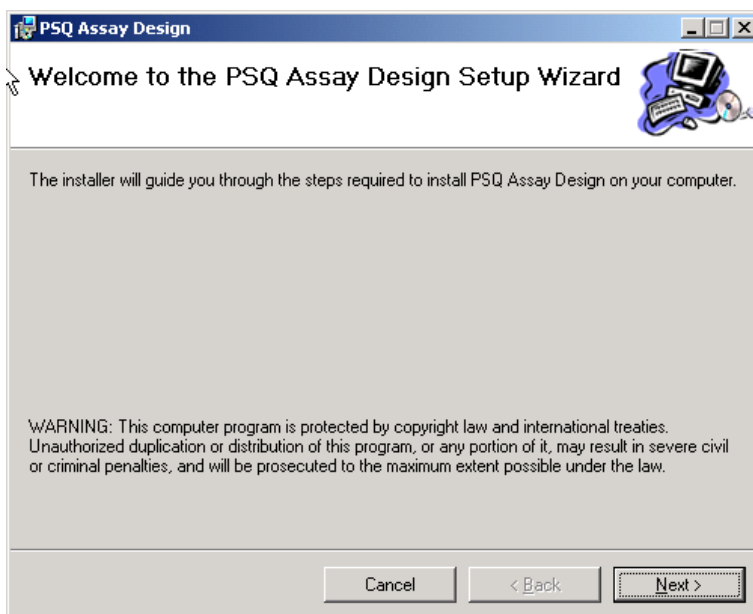 PSQ Assay Design
Welcome to the PSQ Assay Design Setup Wizard
The installer will guide you through the steps required to install PSQ Assay Design on your computer.
WARNING: This computer program is protected by copyright law and international treaties.
Unauthorized duplication or distribution of this program, or any portion of it, may result in severe civil
or criminal penalties, and will be prosecuted to the maximum extent possible under the law.
Cancel < Back Next >